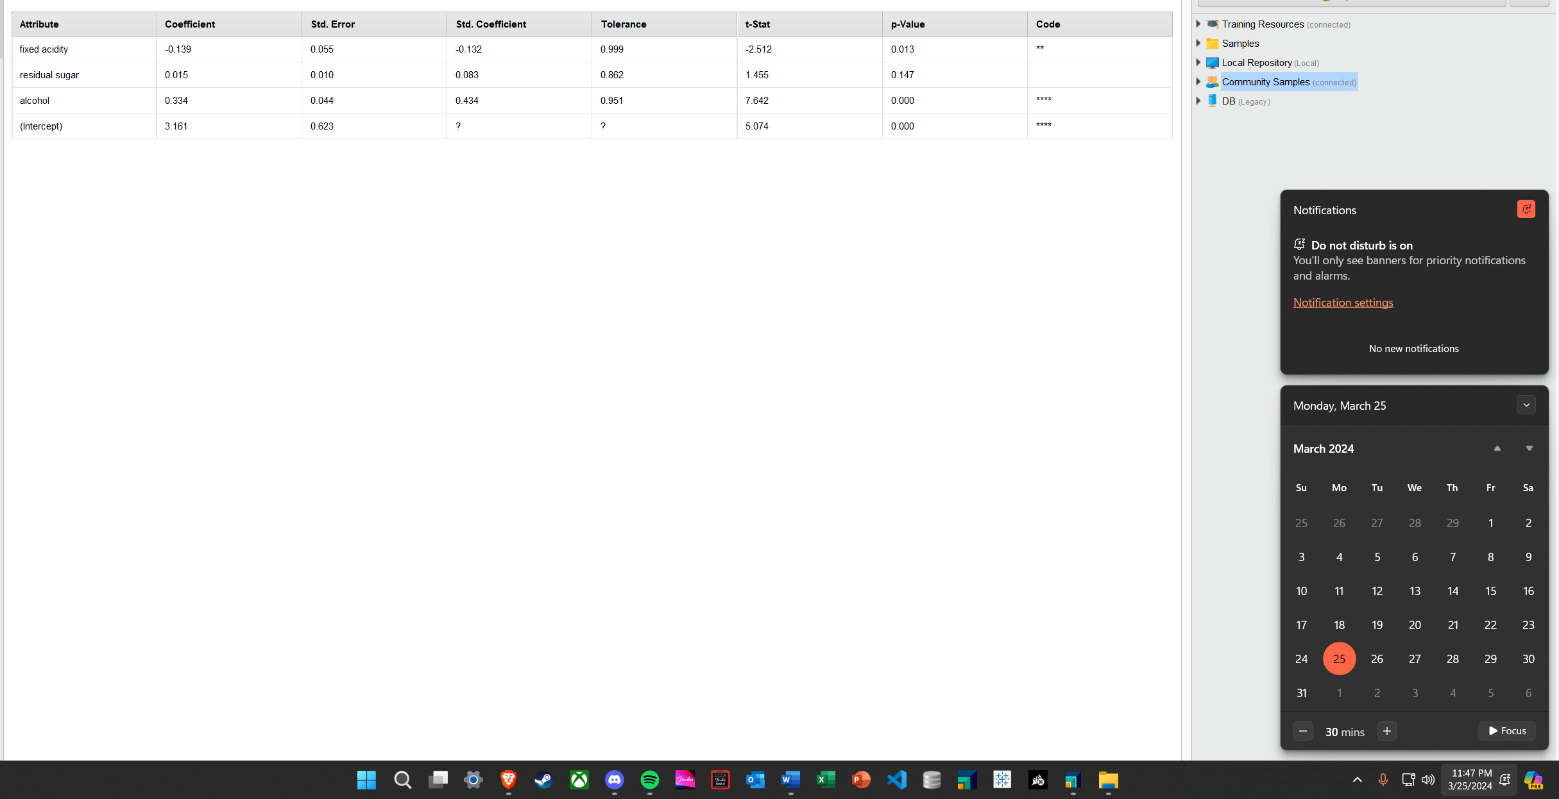 Attribute Coefficient Std. Error Std. Coefficient Tolerance t-Stat p-Value Code
fixed acidity -0.139 0.055 -0.132 0.999 -2.512 0.013 **
residual sugar 0.015 0.010 0.083 0.862 1.455 0.147
alcohol 0.334 0.044 0.434 0.951 7.642 0.000 ****
(Intercept) 3.161 0.623 ? ? 5.074 0.000 ****
Training Resources (connected)
Samples
Local Repository (Local)
Community Samples (connected)
DB (Legacy)
Notifications
Do not disturb is on
You'll only see banners for priority notifications
and alarms.
Notification settings
No new notifications
Monday, March 25
March 2024
Su Mo Tu We Th Fr Sa
25 26 27 28 29 1 2
3 4 5 6 7 8 9
10 11 12 13 14 15 16
17 18 19 20 21 22 23
24 25 26 27 28 29 30
31 1 2 3 4 5 6
30 mins
Focus
11:47 PM
3/25/2024